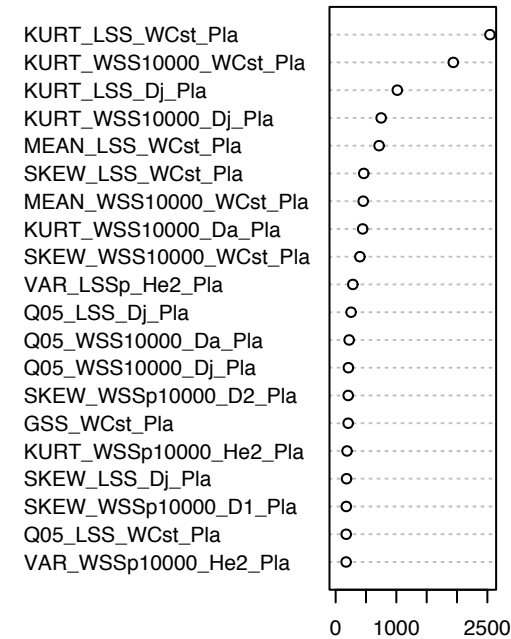 KURT_LSS_WCst_Pla
KURT_WSS10000_WCst_Pla
KURT_LSS_Dj_Pla
KURT_WSS10000_Dj_Pla
MEAN_LSS_WCst_Pla
SKEW_LSS_WCst_Pla
MEAN_WSS10000_WCst_Pla
KURT_WSS10000_Da_Pla
SKEW_WSS10000_WCst_Pla
VAR_LSSp_He2_Pla
Q05_LSS_Dj_Pla
Q05_WSS10000_Da_Pla
Q05_WSS10000_Dj_Pla
SKEW_WSSp10000_D2_Pla
GSS_WCst_Pla
KURT_WSSp10000_He2_Pla
SKEW_LSS_Dj_Pla
SKEW_WSSp10000_D1_Pla
Q05_LSS_WCst_Pla
VAR_WSSp10000_He2_Pla
0 1000 2500